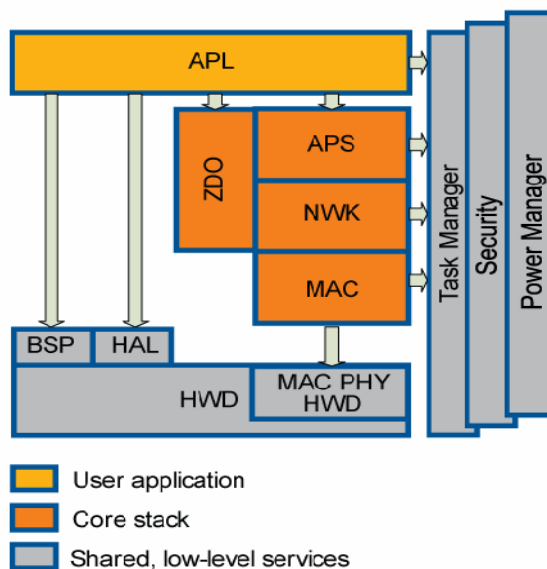 APL
ZDO
APS
NWK
MAC
BSP
HAL
HWD
MAC PHY
HWD
Task Manager
Security
Power Manager
User application
Core stack
Shared, low-level services